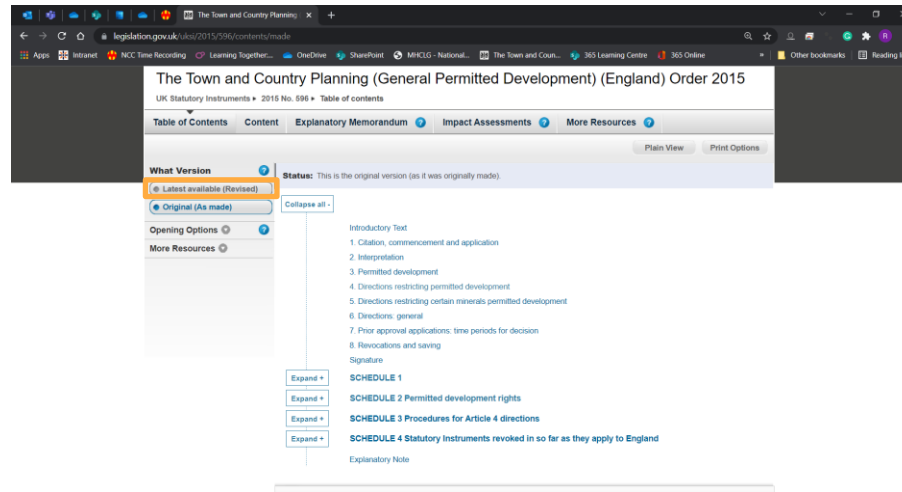 The Town and Country Planning
legislation.gov.uk/uksi/2015/596/contents/made
Apps Intranet NCC Time Recording Learning Together:... OneDrive SharePoint MHCLG - National... The Town and Coun... 365 Learning Centre 365 Online Other bookmarks Reading
The Town and Country Planning (General Permitted Development) (England) Order 2015
UK Statutory Instruments 2015 No. 596 Table of contents
Table of Contents Content Explanatory Memorandum Impact Assessments More Resources
Plain View Print Options
What Version
Status: This is the original version (as it was originally made).
Latest available (Revised)
Original (As made)
Collapse all -
Opening Options
More Resources
Introductory Text
1. Citation, commencement and application
2. Interpretation
3. Permitted development
4. Directions restricting permitted development
5. Directions restricting certain minerals permitted development
6. Directions: general
7. Prior approval applications: time periods for decision
8. Revocations and saving
Signature
Expand + SCHEDULE 1
Expand + SCHEDULE 2 Permitted development rights
Expand + SCHEDULE 3 Procedures for Article 4 directions
Expand + SCHEDULE 4 Statutory Instruments revoked in so far as they apply to England
Explanatory Note